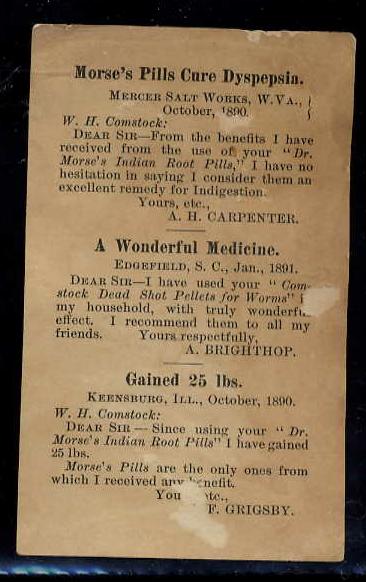 Morse's Pills Cure Dyspepsia.
MERCER SALT WORKS, W. VA.,
October, 1890.
W. H. Comstock:
DEAR SIR—From the benefits I have
received from the use of your "Dr.
Morse's Indian Root Pills," I have no
hesitation in saying I consider them an
excellent remedy for Indigestion.
Yours, etc.,
A. H. CARPENTER.
A Wonderful Medicine.
EDGEFIELD, S. C., Jan., 1891.
DEAR SIR—I have used your "Com-
stock Dead Shot Pellets for Worms"
my household, with truly wonderfu
effect. I recommend them to all my
friends. Yours respectfully,
A. BRIGHTHOP.
Gained 25 lbs.
KEENSBURG, ILL., October, 1890.
W. H. Comstock:
DEAR SIR — Since using your "Dr.
Morse's Indian Root Pills" I have gained
25 lbs.
Morse's Pills are the only ones from
which I received any benefit.
You etc.,
F. GRIGSBY.